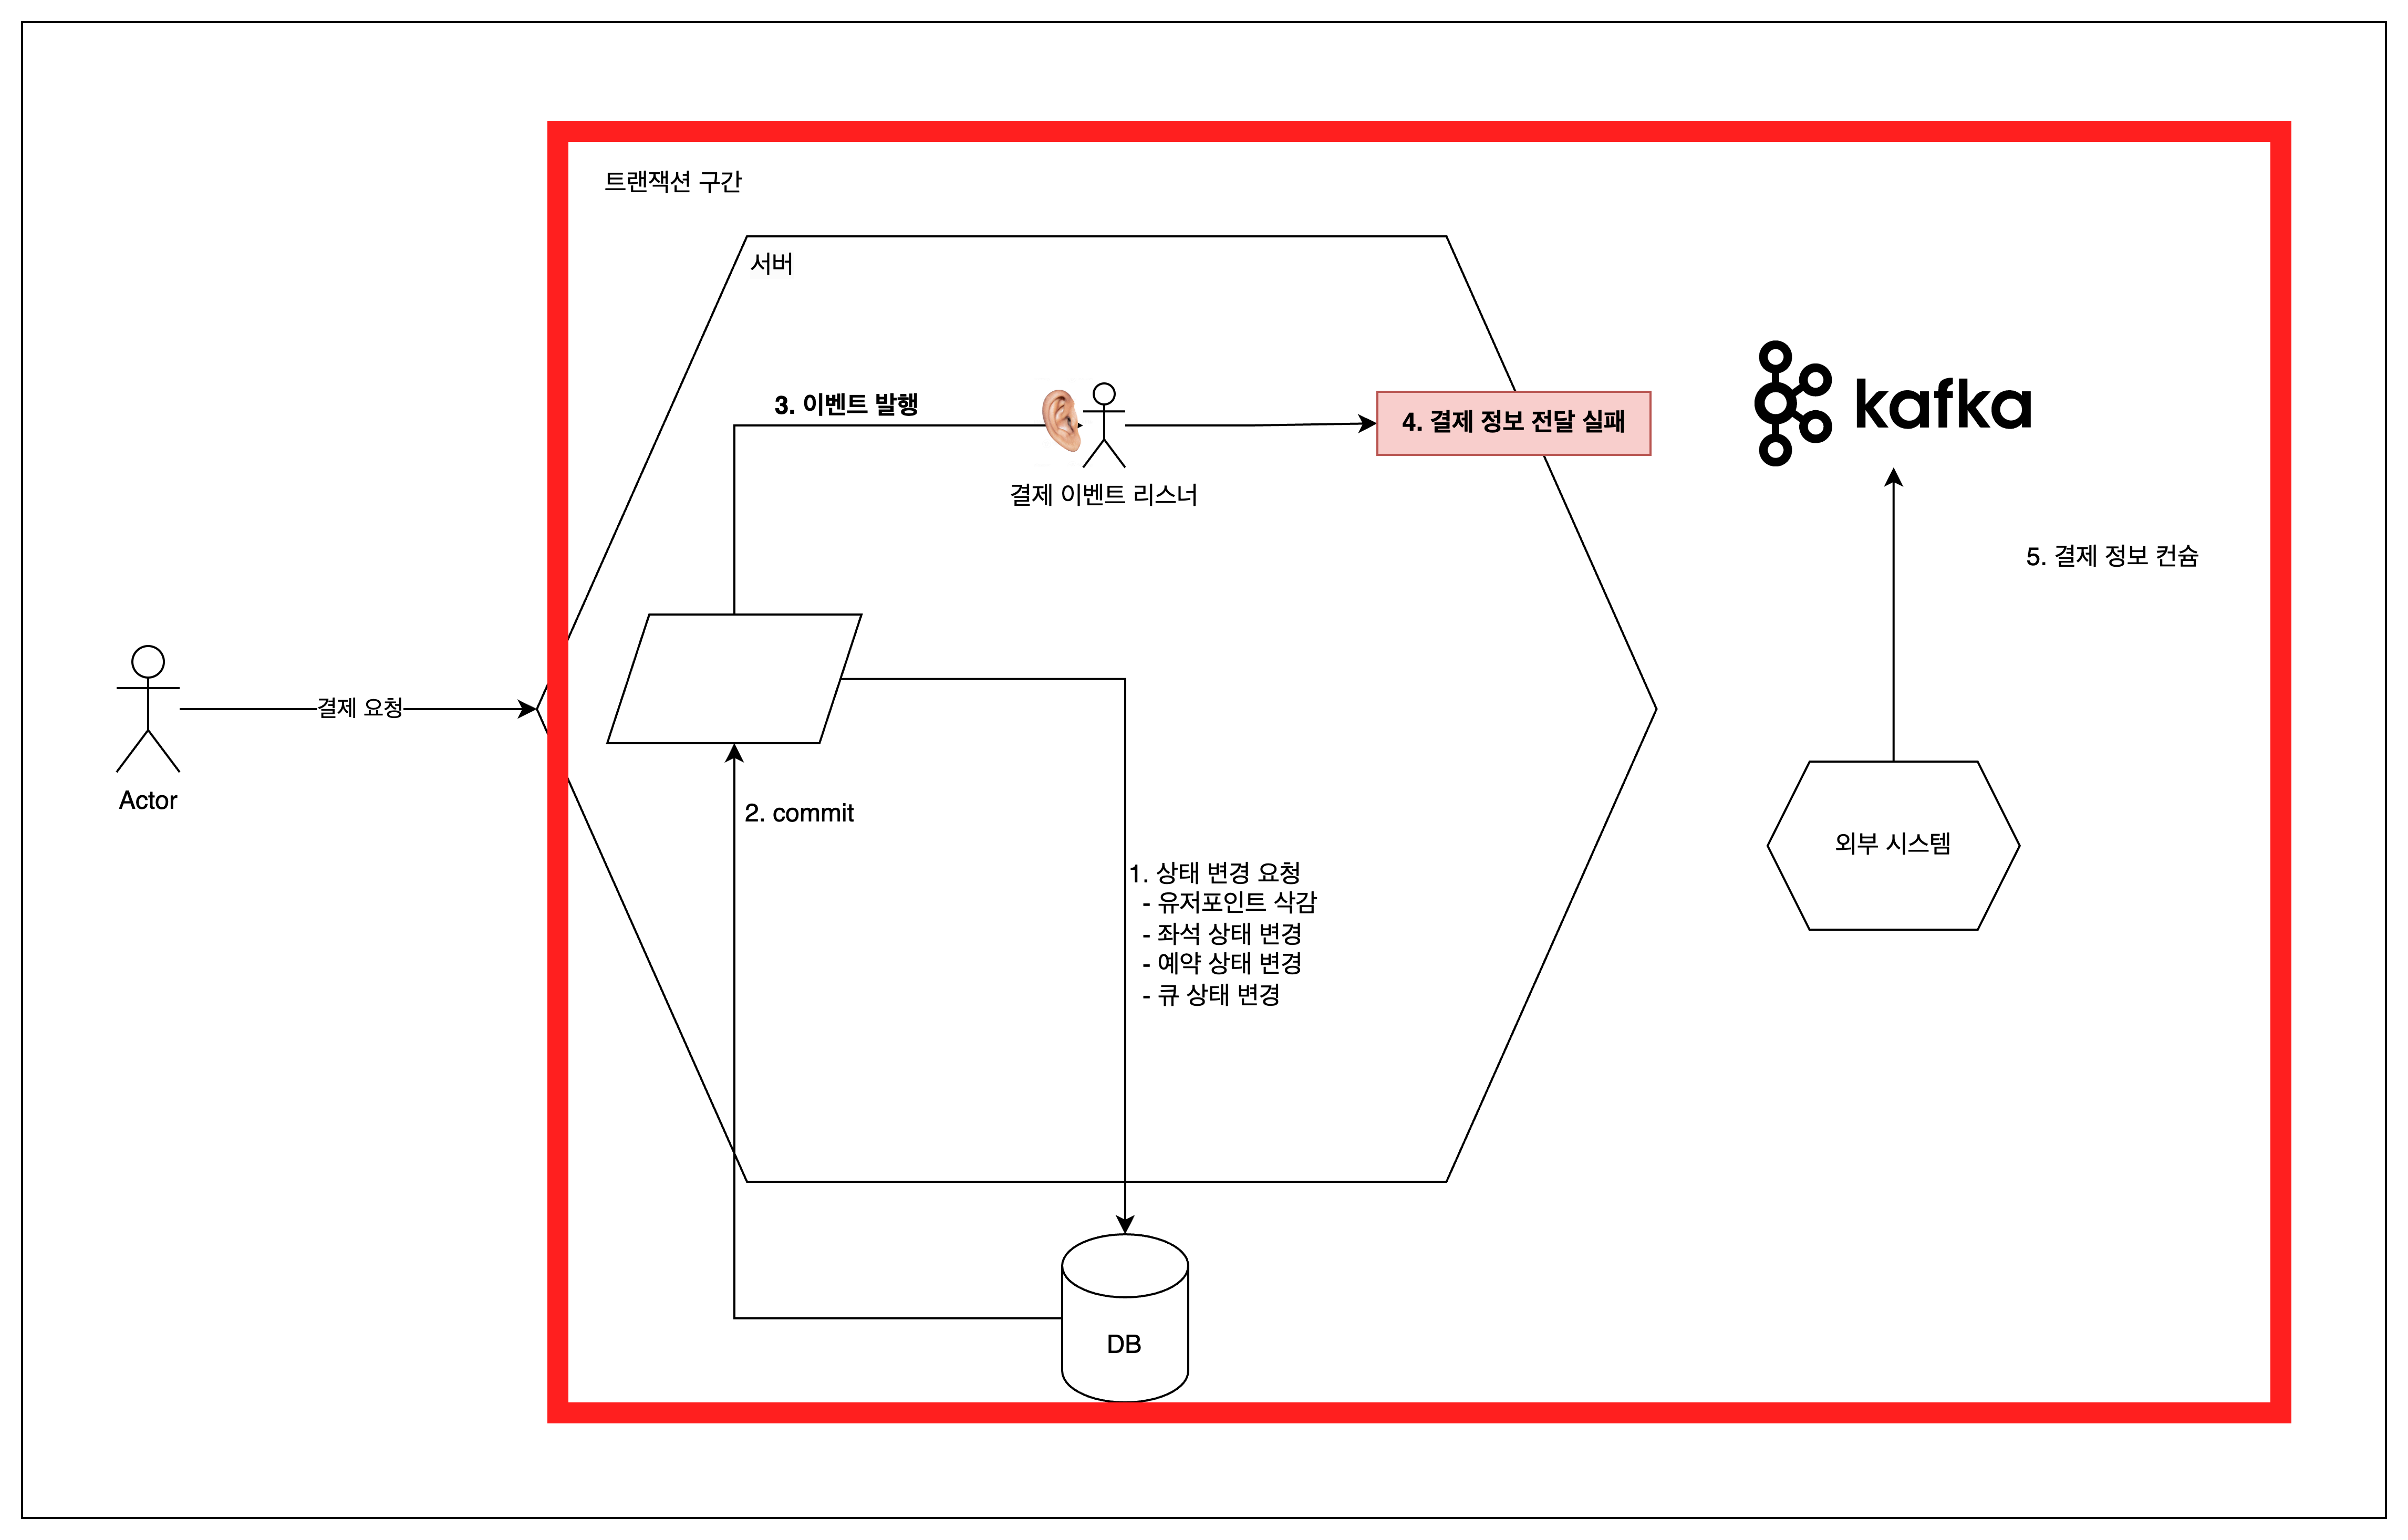 트랜잭션 구간
서버
3. 이벤트 발행
결제 이벤트 리스너
4. 결제 정보 전달 실패
kafka
5. 결제 정보 컨슘
결제 요청
Actor
2. commit
1. 상태 변경 요청
- 유저포인트 삭감
- 좌석 상태 변경
- 예약 상태 변경
- 큐 상태 변경
외부 시스템
DB